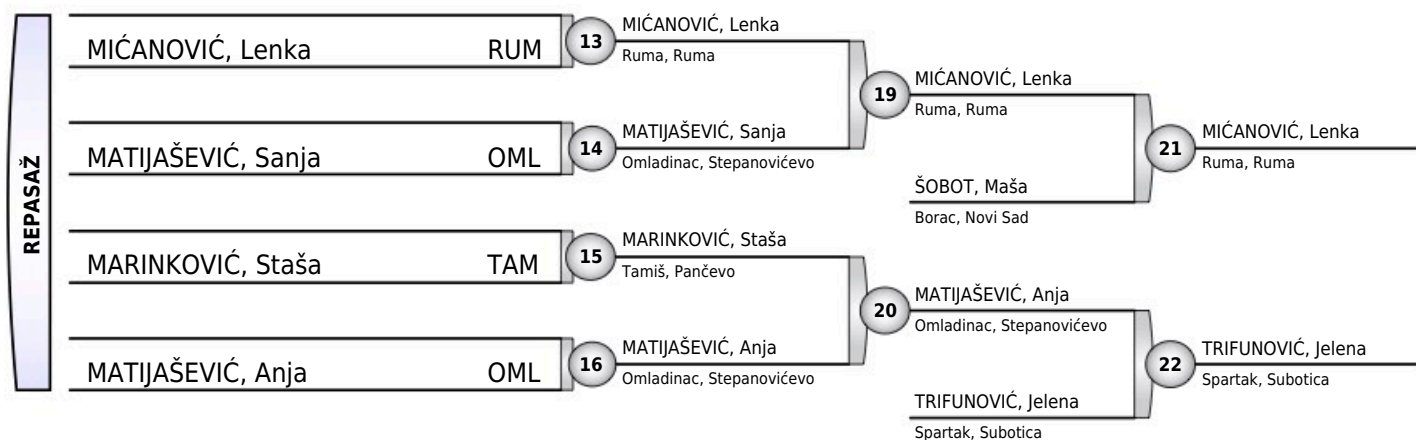 REPASAŽ
MIĆANOVIĆ, Lenka RUM
MATIJAŠEVIĆ, Sanja OML
MARINKOVIĆ, Staša TAM
MATIJAŠEVIĆ, Anja OML
13
MIĆANOVIĆ, Lenka
Ruma, Ruma
14
MATIJAŠEVIĆ, Sanja
Omladinac, Stepanovićevo
15
MARINKOVIĆ, Staša
Tamiš, Pančevo
16
MATIJAŠEVIĆ, Anja
Omladinac, Stepanovićevo
19
MIĆANOVIĆ, Lenka
Ruma, Ruma
ŠOBOT, Maša
Borac, Novi Sad
20
MATIJAŠEVIĆ, Anja
Omladinac, Stepanovićevo
TRIFUNOVIĆ, Jelena
Spartak, Subotica
21
MIĆANOVIĆ, Lenka
Ruma, Ruma
22
TRIFUNOVIĆ, Jelena
Spartak, Subotica